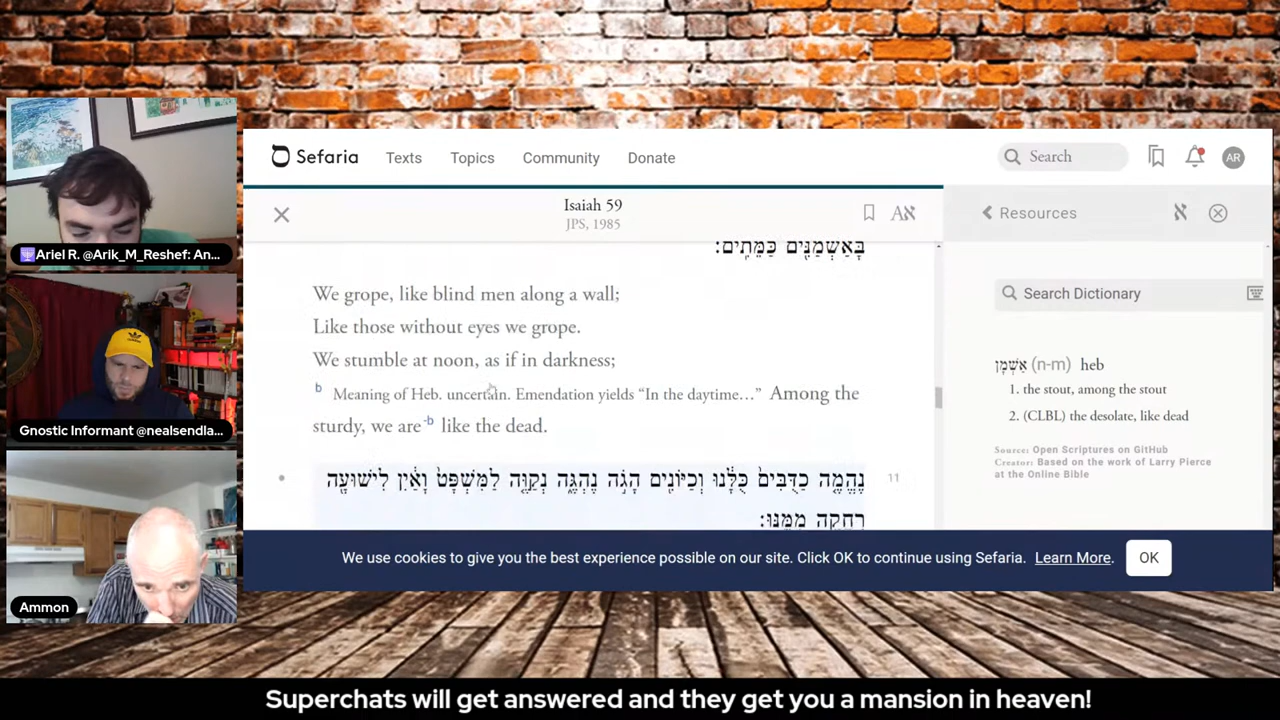 Sefaria
Texts
Topics
Community
Donate
Search
AR
Isaiah 59
JPS, 1985
Resources
בָּאַשְׁמַנִּ֖ים כַּמֵּתִֽים׃
We grope, like blind men along a wall;
Like those without eyes we grope.
We stumble at noon, as if in darkness;
b Meaning of Heb. uncertain. Emendation yields “In the daytime…” Among the
sturdy, we are -b like the dead.
נֶהֱמֶ֤ה כַדֻּבִּים֙ כֻּלָּ֔נוּ וְכַיּוֹנִ֖ים הָגֹ֣ה נֶהְגֶּ֑ה נְקַוֶּ֤ה לַמִּשְׁפָּט֙ וָאַ֔יִן לִֽישׁוּעָ֖ה
11
רָחֲקָ֥ה מִמֶּֽנּוּ׃
Search Dictionary
אַשְׁמָן (n-m) heb
1. the stout, among the stout
2. (CLBL) the desolate, like dead
Source: Open Scriptures on GitHub
Creator: Based on the work of Larry Pierce
at the Online Bible
We use cookies to give you the best experience possible on our site. Click OK to continue using Sefaria. Learn More.
OK
Ariel R. @Arik_M_Reshef: An...
Gnostic Informant @nealsendla...
Ammon
Superchats will get answered and they get you a mansion in heaven!